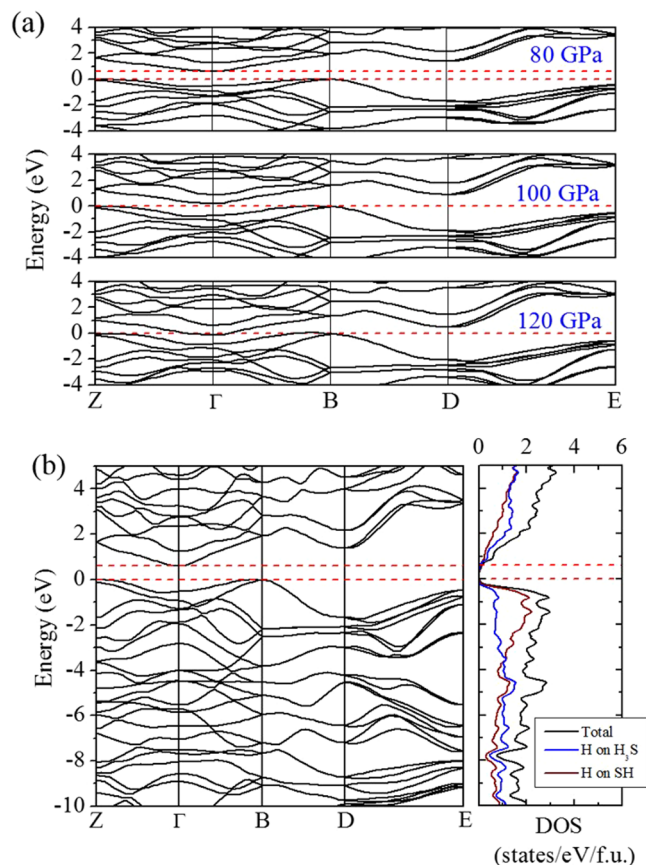 (a)
4
2
0
-2
-4
80 GPa
4
2
0
-2
-4
100 GPa
4
2
0
-2
-4
120 GPa
Energy (eV)
Z Γ B D E
(b)
0 2 4 6
4
2
0
-2
-4
-6
-8
-10
Energy (eV)
Total
H on H₃S
H on SH
Z Γ B D E
DOS
(states/eV/f.u.)